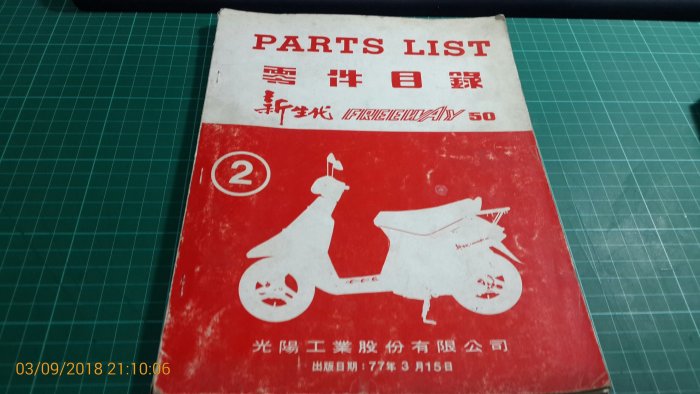 PARTS LIST
零件目錄
新生代 FREEWAY 50
2
光陽工業股份有限公司
出版日期：77年3月15日
03/09/2018 21:10:06